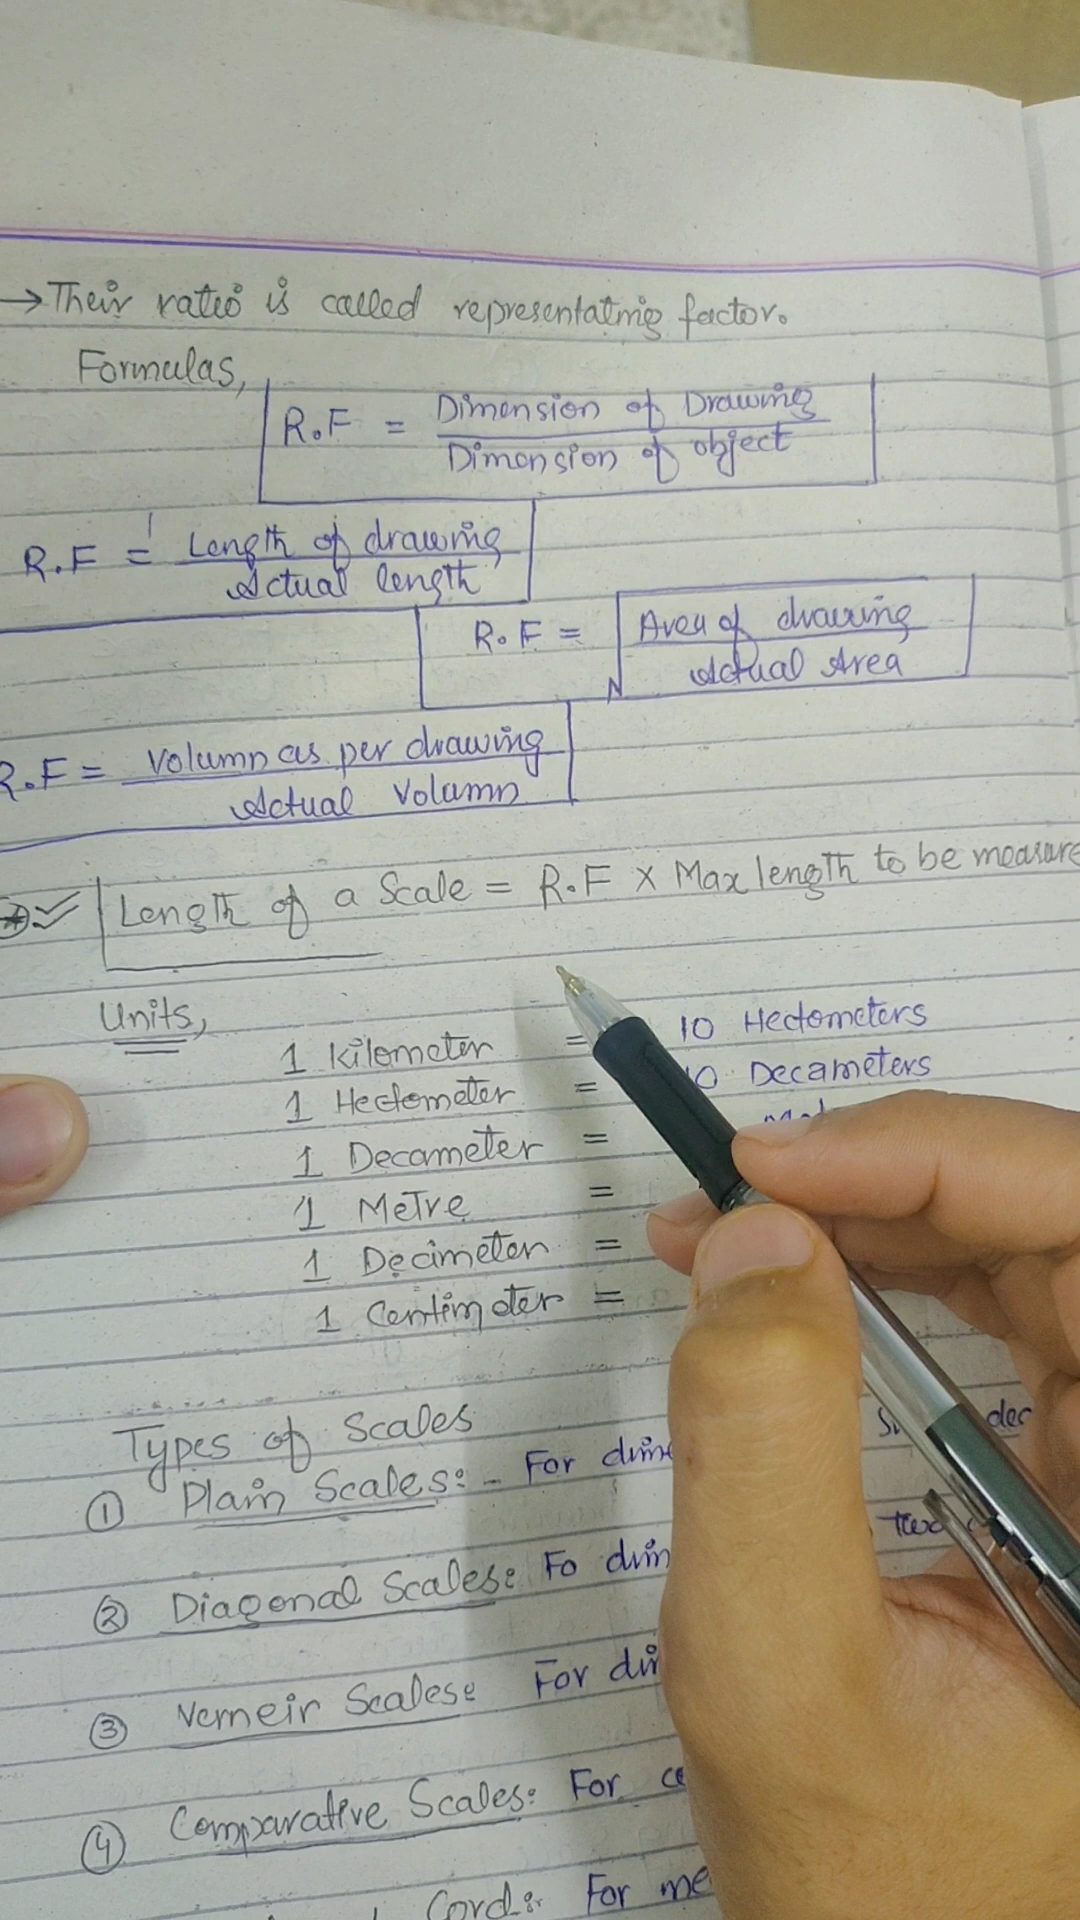 → Their ratio is called representating factor.
Formulas,
R.F = Dimension of Drawing
Dimension of object
R.F = Length of drawing
Actual length
R.F = √ Area of drawing
Actual Area
R.F = Volumn as per drawing
Actual Volumn
Length of a Scale = R.F X Max length to be measure
Units,
1 Kilometer = 10 Hectometers
1 Hectometer = 10 Decameters
1 Decameter =
1 Metre =
1 Decimeter =
1 Centimeter =
Types of Scales
① Plain Scales:- For
② Diagonal Scales: Fo
③ Verneir Scales: For
④ Comparative Scales: For
Cord:- For